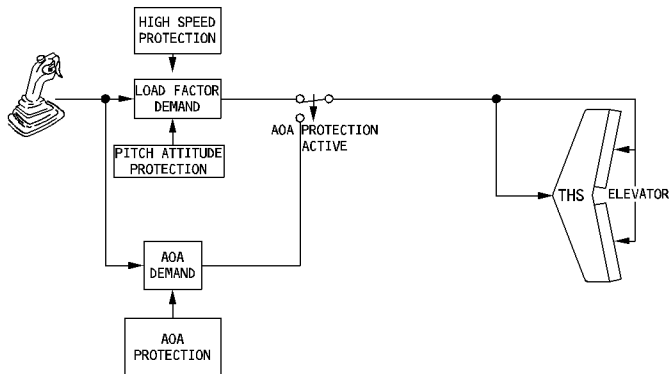 HIGH SPEED
PROTECTION
LOAD FACTOR
DEMAND
AOA PROTECTION
ACTIVE
PITCH ATTITUDE
PROTECTION
THS
ELEVATOR
AOA
DEMAND
AOA
PROTECTION